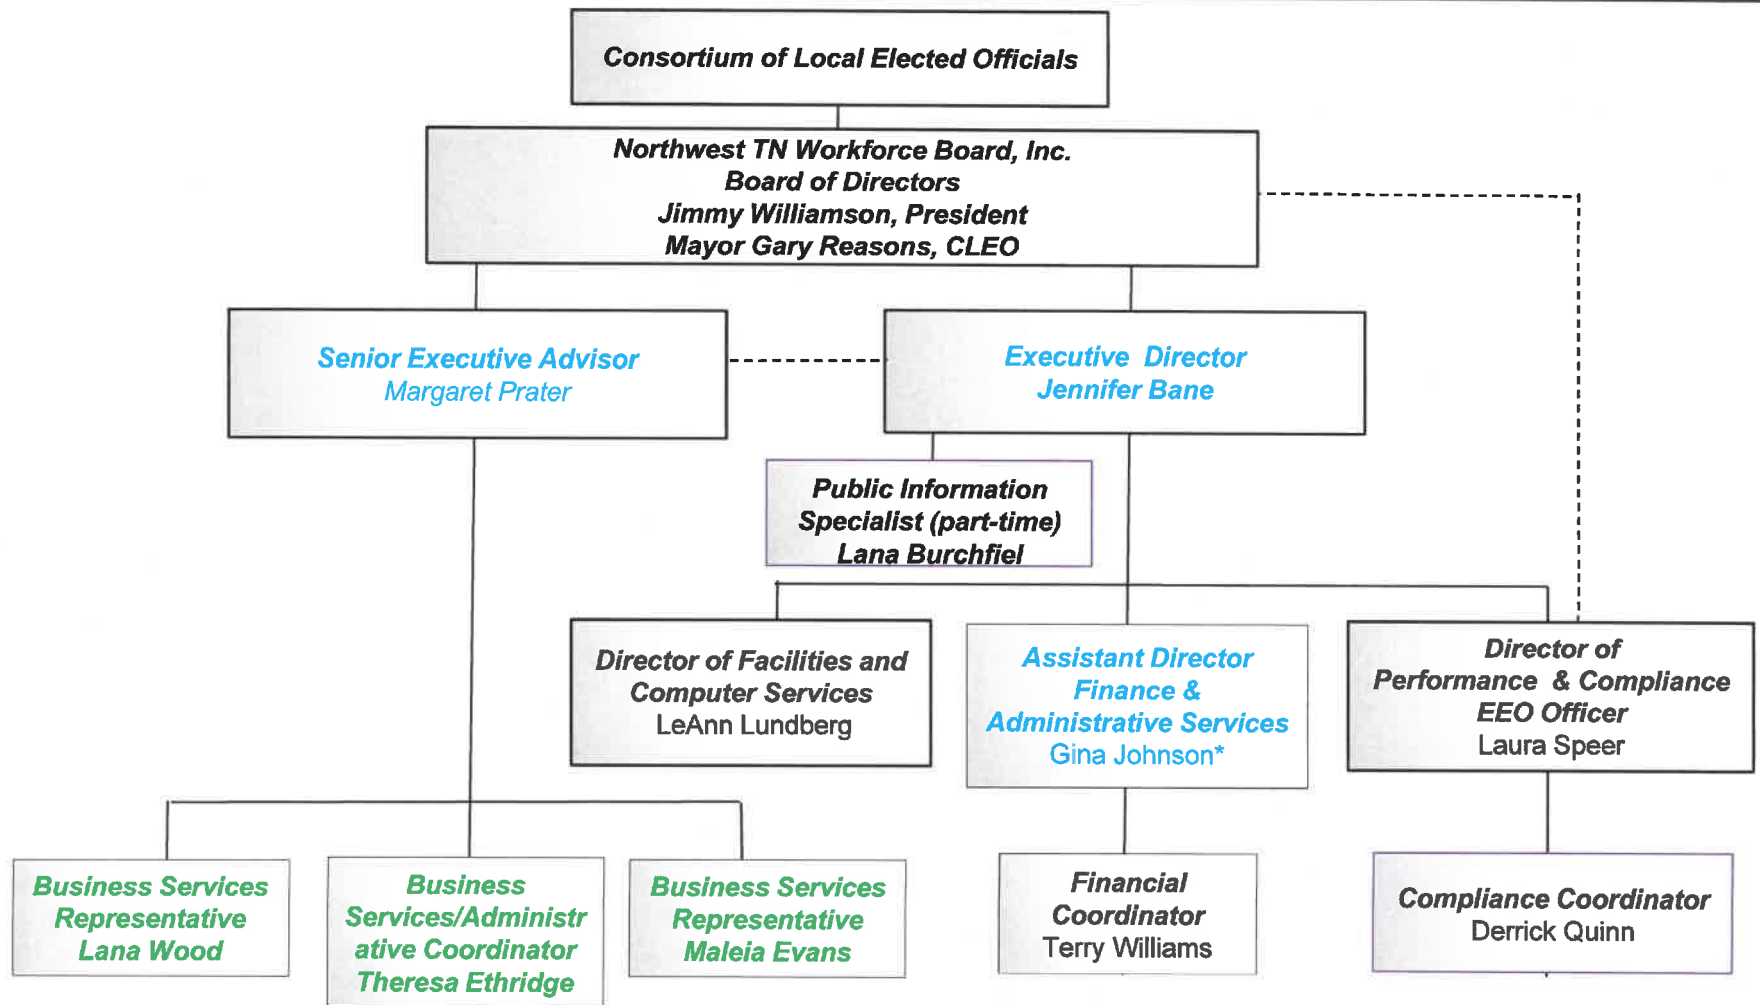 Consortium of Local Elected Officials
Northwest TN Workforce Board, Inc.
Board of Directors
Jimmy Williamson, President
Mayor Gary Reasons, CLEO
Senior Executive Advisor
Margaret Prater
Executive Director
Jennifer Bane
Public Information
Specialist (part-time)
Lana Burchfiel
Director of Facilities and
Computer Services
LeAnn Lundberg
Assistant Director
Finance &
Administrative Services
Gina Johnson*
Director of
Performance & Compliance
EEO Officer
Laura Speer
Business Services
Representative
Lana Wood
Business
Services/Administr
ative Coordinator
Theresa Ethridge
Business Services
Representative
Maleia Evans
Financial
Coordinator
Terry Williams
Compliance Coordinator
Derrick Quinn